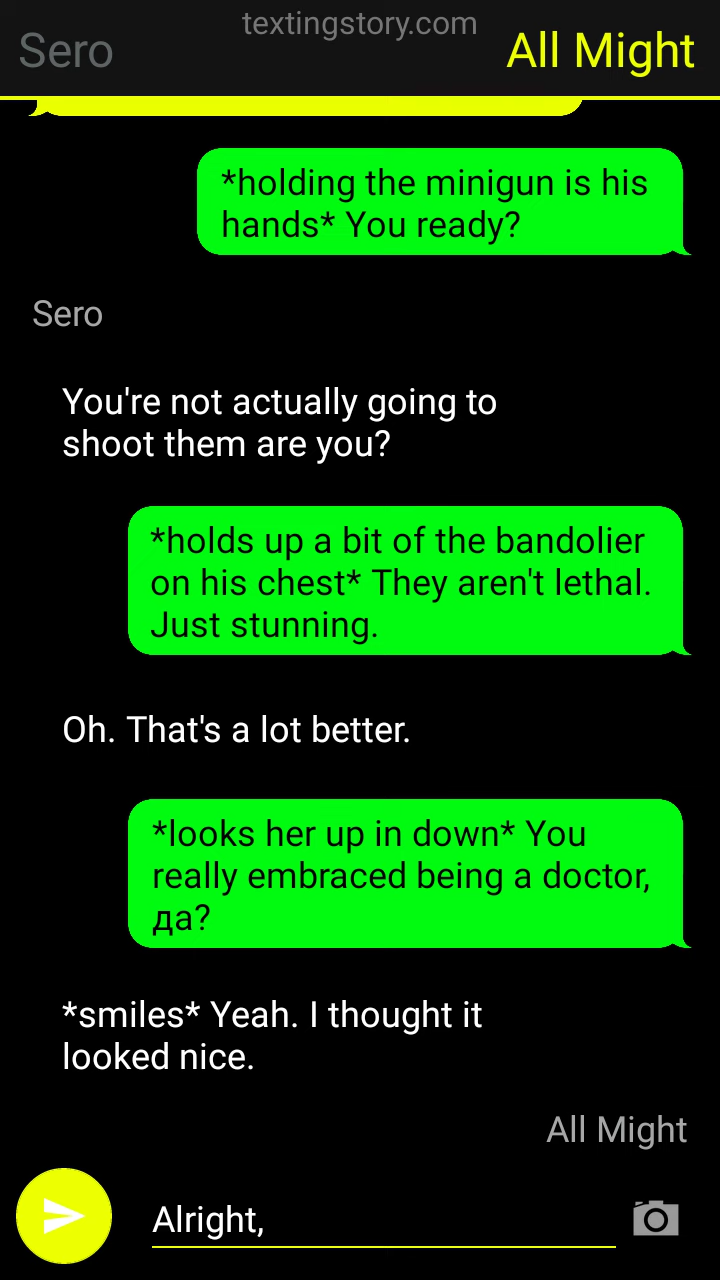 textingstory.com
Sero
All Might
*holding the minigun is his
hands* You ready?
Sero
You're not actually going to
shoot them are you?
*holds up a bit of the bandolier
on his chest* They aren't lethal.
Just stunning.
Oh. That's a lot better.
*looks her up in down* You
really embraced being a doctor,
да?
*smiles* Yeah. I thought it
looked nice.
All Might
Alright,